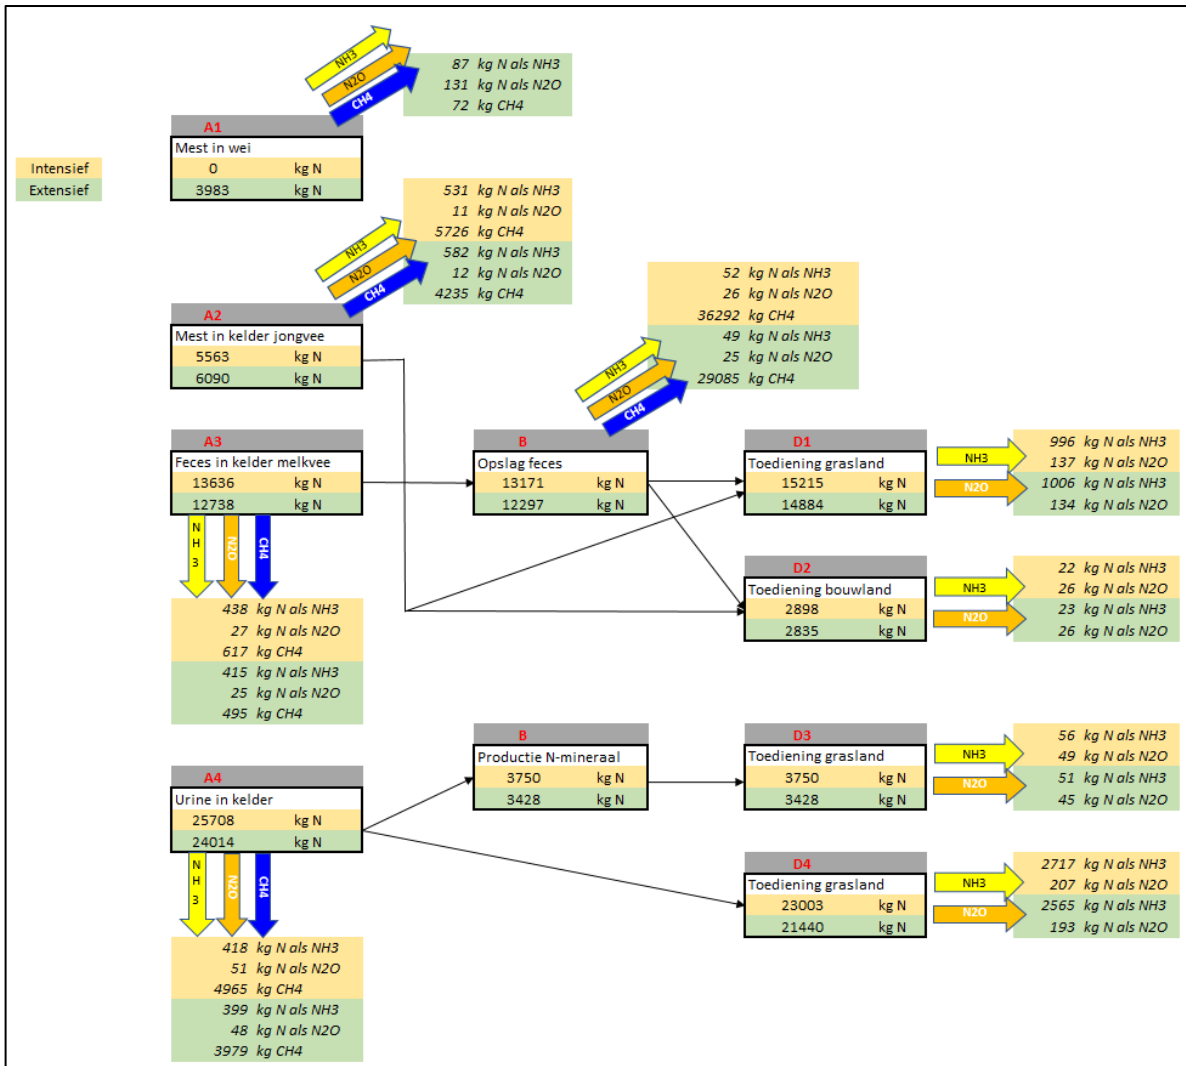 NH3
N2O
CH4
87 kg N als NH3
131 kg N als N2O
72 kg CH4
A1
Mest in wei
0 kg N
3983 kg N
Intensief
Extensief
NH3
N2O
CH4
531 kg N als NH3
11 kg N als N2O
5726 kg CH4
582 kg N als NH3
12 kg N als N2O
4235 kg CH4
A2
Mest in kelder jongvee
5563 kg N
6090 kg N
NH3
N2O
CH4
52 kg N als NH3
26 kg N als N2O
36292 kg CH4
49 kg N als NH3
25 kg N als N2O
29085 kg CH4
A3
Feces in kelder melkvee
13636 kg N
12738 kg N
NH3
N2O
CH4
438 kg N als NH3
27 kg N als N2O
617 kg CH4
415 kg N als NH3
25 kg N als N2O
495 kg CH4
B
Opslag feces
13171 kg N
12297 kg N
D1
Toediening grasland
15215 kg N
14884 kg N
NH3
N2O
996 kg N als NH3
137 kg N als N2O
1006 kg N als NH3
134 kg N als N2O
D2
Toediening bouwland
2898 kg N
2835 kg N
NH3
N2O
22 kg N als NH3
26 kg N als N2O
23 kg N als NH3
26 kg N als N2O
A4
Urine in kelder
25708 kg N
24014 kg N
NH3
N2O
CH4
418 kg N als NH3
51 kg N als N2O
4965 kg CH4
399 kg N als NH3
48 kg N als N2O
3979 kg CH4
B
Productie N-mineraal
3750 kg N
3428 kg N
D3
Toediening grasland
3750 kg N
3428 kg N
NH3
N2O
56 kg N als NH3
49 kg N als N2O
51 kg N als NH3
45 kg N als N2O
D4
Toediening grasland
23003 kg N
21440 kg N
NH3
N2O
2717 kg N als NH3
207 kg N als N2O
2565 kg N als NH3
193 kg N als N2O